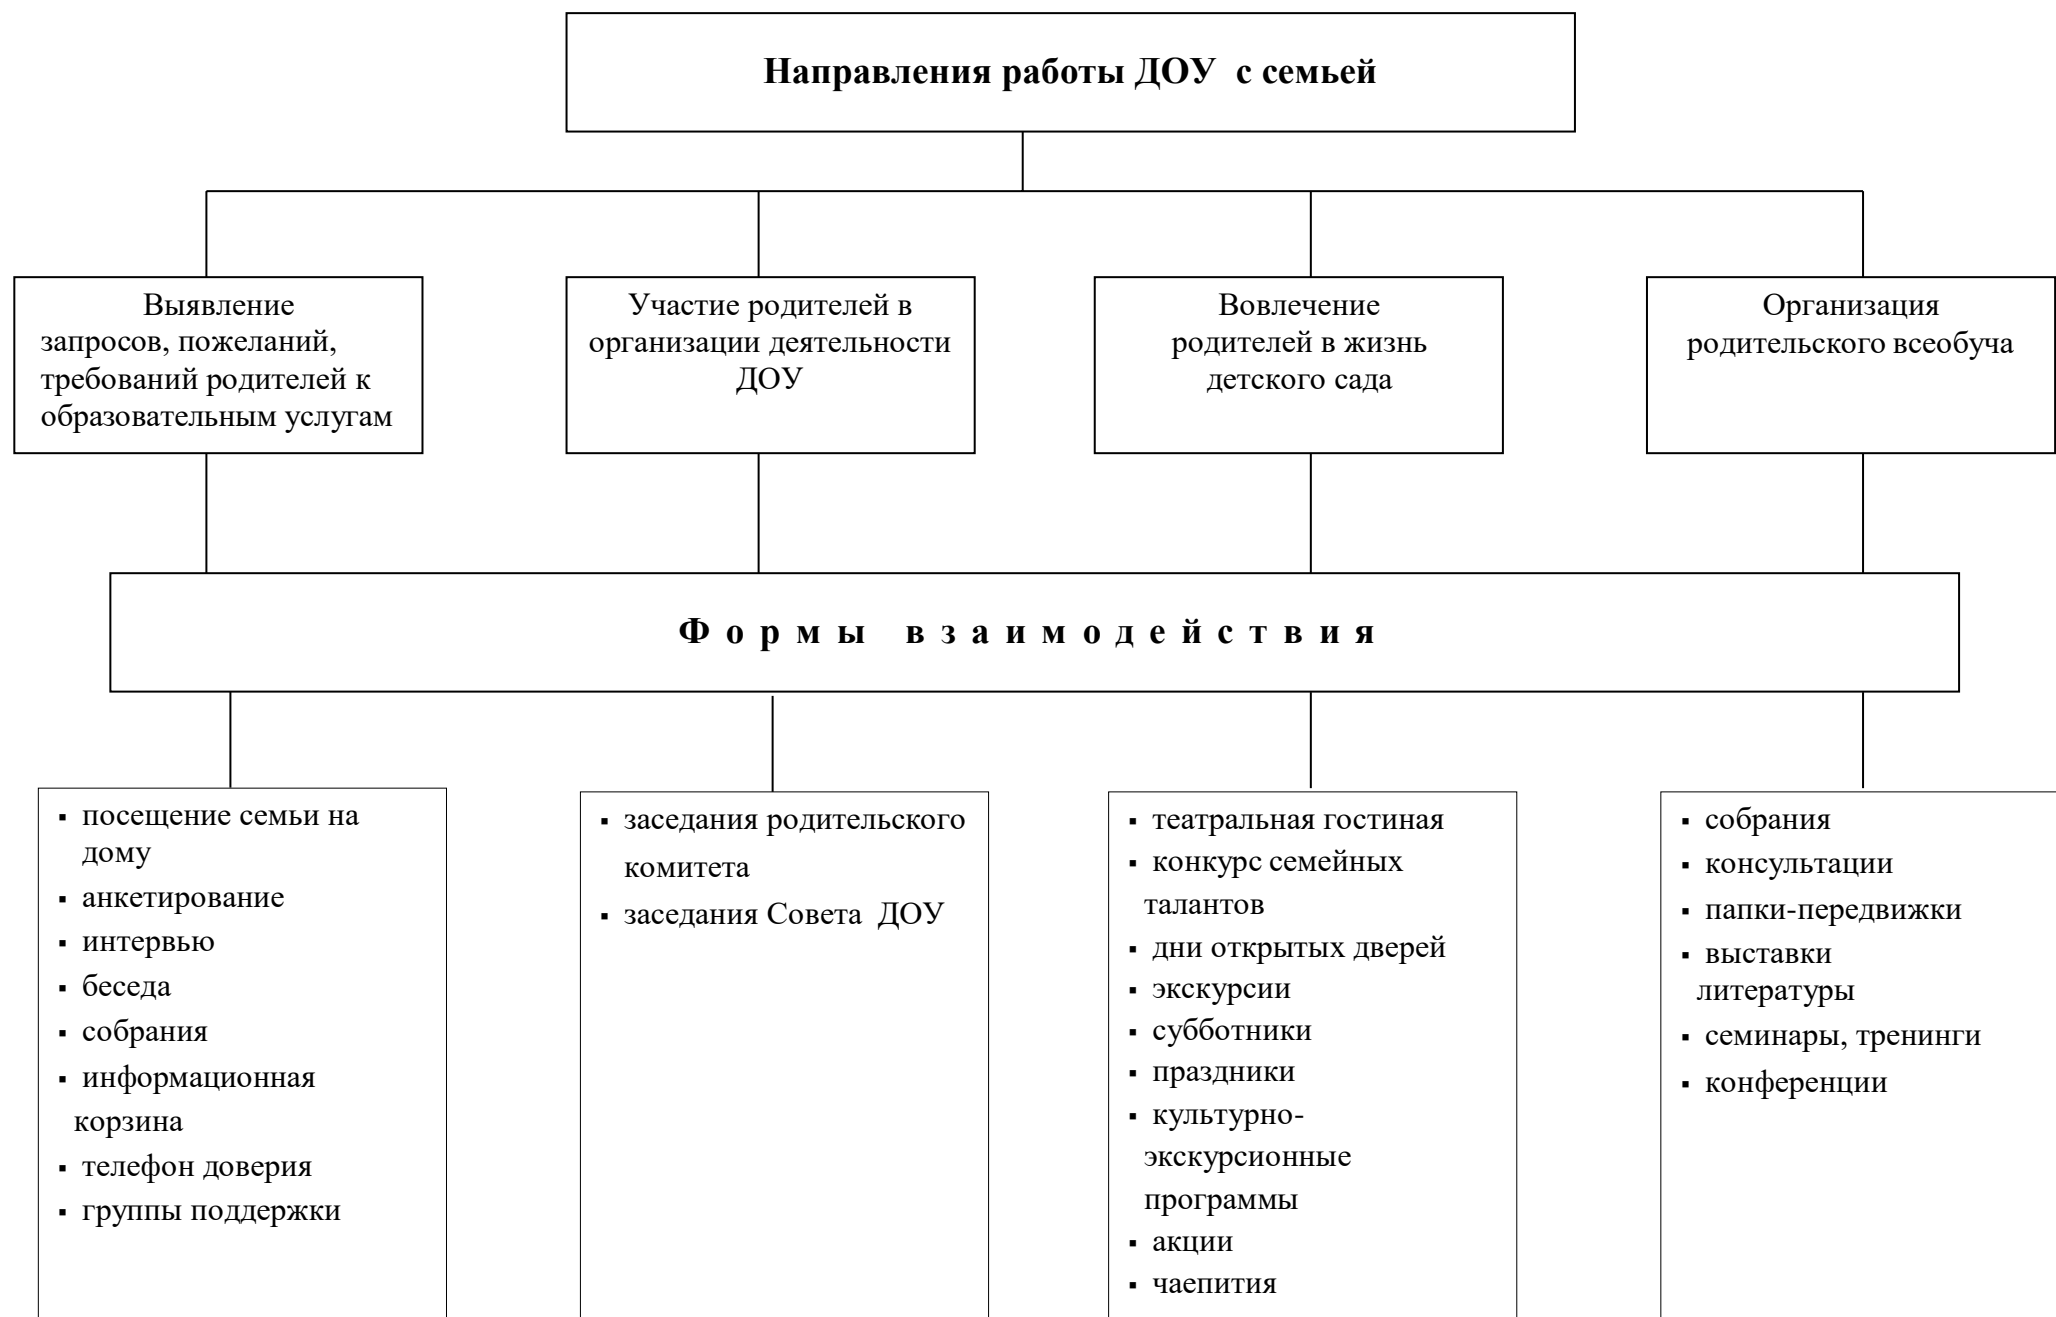 Направления работы ДОУ с семьей
Выявление
запросов, пожеланий,
требований родителей к
образовательным услугам
Участие родителей в
организации деятельности
ДОУ
Вовлечение
родителей в жизнь
детского сада
Организация
родительского всеобуча
Формы взаимодействия
▪ посещение семьи на
дому
▪ анкетирование
▪ интервью
▪ беседа
▪ собрания
▪ информационная
корзина
▪ телефон доверия
▪ группы поддержки
▪ заседания родительского
комитета
▪ заседания Совета ДОУ
▪ театральная гостиная
▪ конкурс семейных
талантов
▪ дни открытых дверей
▪ экскурсии
▪ субботники
▪ праздники
▪ культурно-
экскурсионные
программы
▪ акции
▪ чаепития
▪ собрания
▪ консультации
▪ папки-передвижки
▪ выставки
литературы
▪ семинары, тренинги
▪ конференции